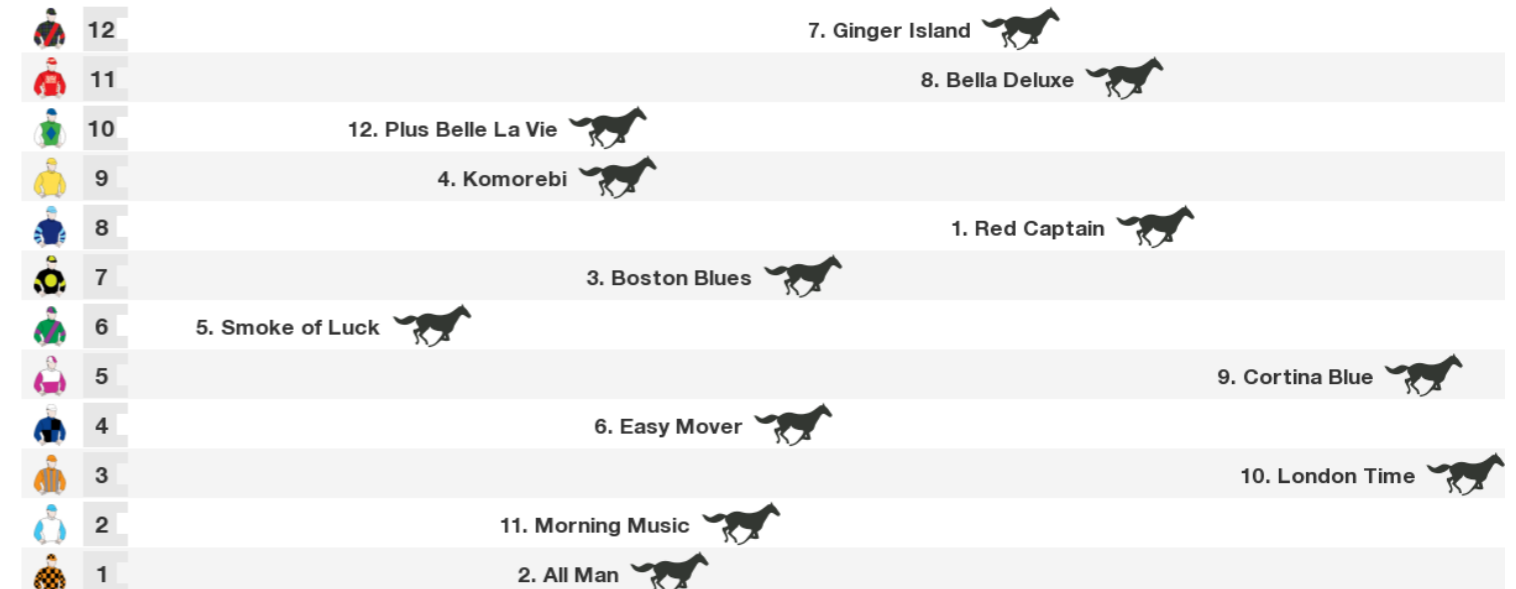 12 7. Ginger Island
11 8. Bella Deluxe
10 12. Plus Belle La Vie
9 4. Komorebi
8 1. Red Captain
7 3. Boston Blues
6 5. Smoke of Luck
5 9. Cortina Blue
4 6. Easy Mover
3 10. London Time
2 11. Morning Music
1 2. All Man